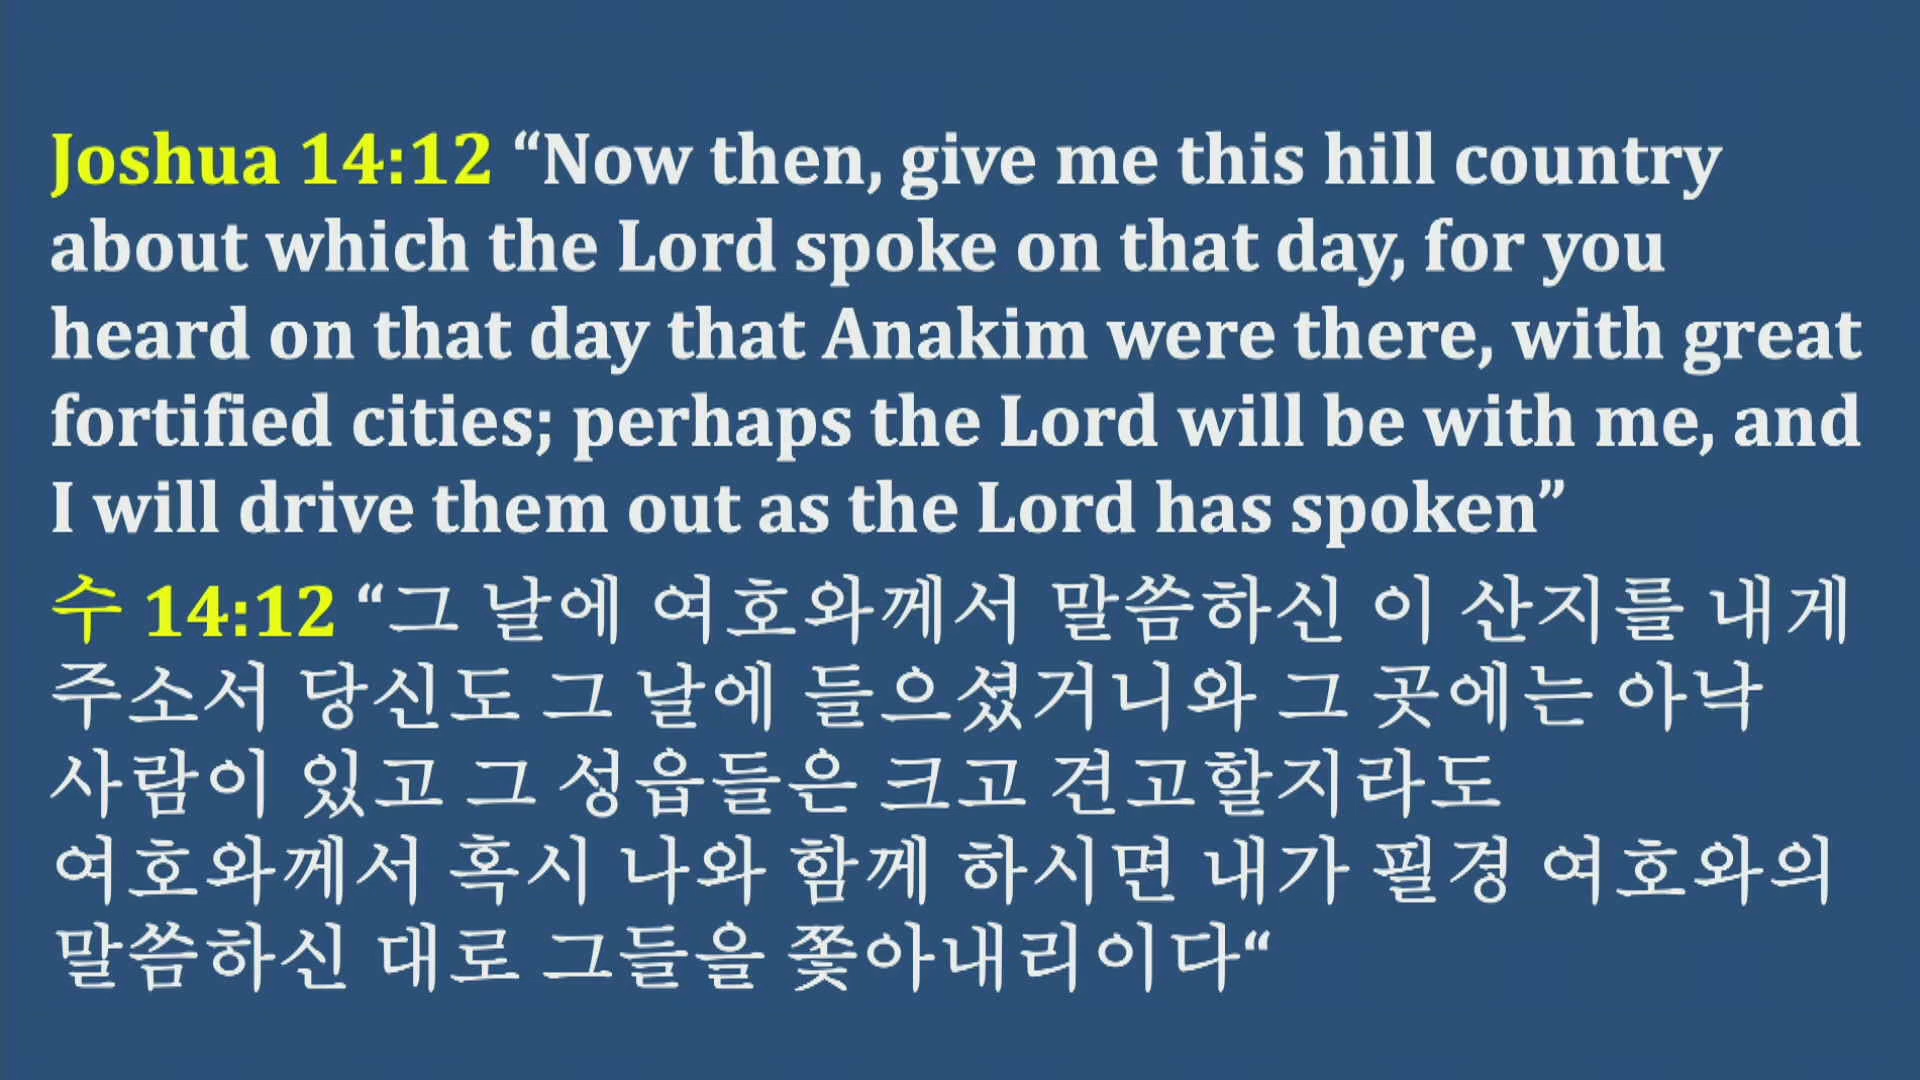 Joshua 14:12 “Now then, give me this hill country
about which the Lord spoke on that day, for you
heard on that day that Anakim were there, with great
fortified cities; perhaps the Lord will be with me, and
I will drive them out as the Lord has spoken”
수 14:12 “그 날에 여호와께서 말씀하신 이 산지를 내게
주소서 당신도 그 날에 들으셨거니와 그 곳에는 아낙
사람이 있고 그 성읍들은 크고 견고할지라도
여호와께서 혹시 나와 함께 하시면 내가 필경 여호와의
말씀하신 대로 그들을 쫓아내리이다“